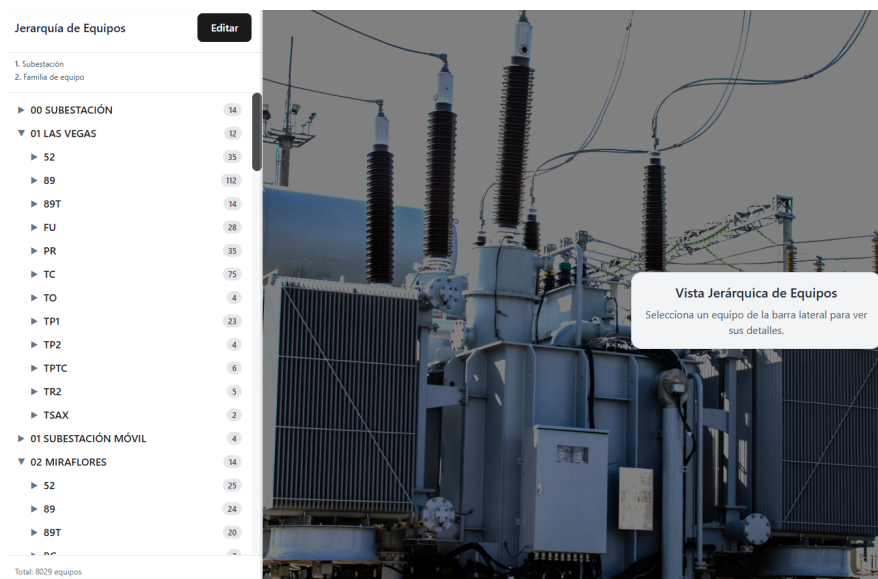 Jerarquía de Equipos
Editar
1. Subestación
2. Familia de equipo
00 SUBESTACIÓN 14
01 LAS VEGAS 12
52 35
89 112
89T 14
FU 28
PR 35
TC 75
TO 4
TP1 23
TP2 4
TPTC 6
TR2 5
TSAX 2
01 SUBESTACIÓN MÓVIL 4
02 MIRAFLORES 14
52 25
89 24
89T 20
Total: 8029 equipos
Vista Jerárquica de Equipos
Selecciona un equipo de la barra lateral para ver
sus detalles.